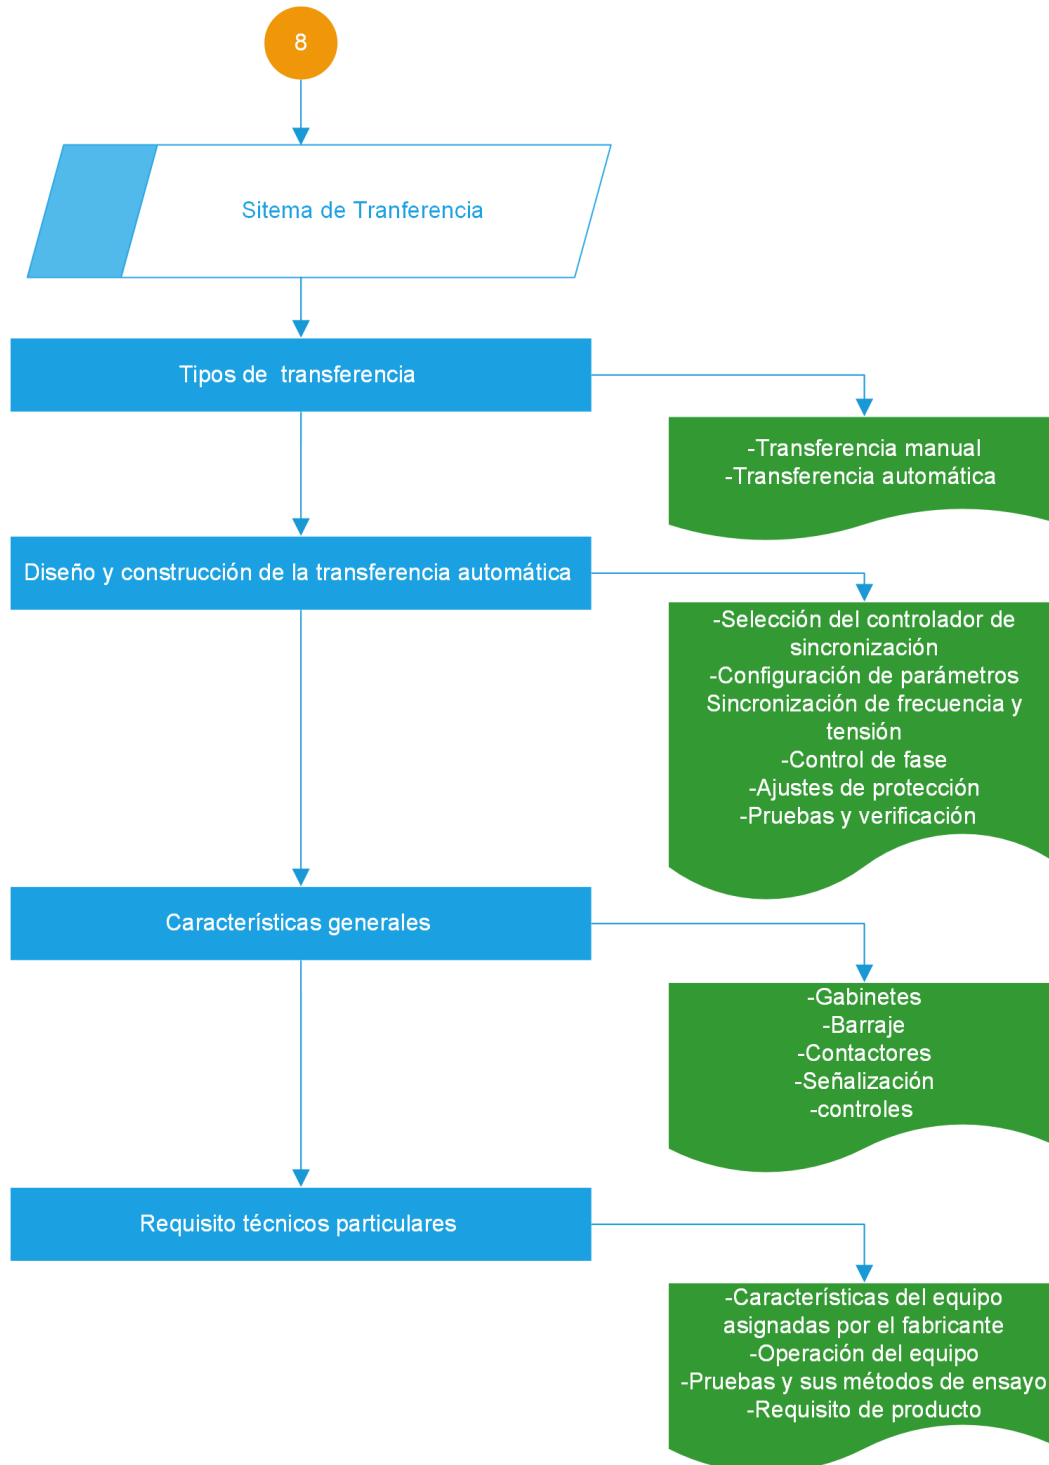 8
Sitema de Tranferencia
Tipos de  transferencia
-Transferencia manual
-Transferencia automática
Diseño y construcción de la transferencia automática
-Selección del controlador de
sincronización
-Configuración de parámetros
Sincronización de frecuencia y
tensión
-Control de fase
-Ajustes de protección
-Pruebas y verificación
Características generales
-Gabinetes
-Barraje
-Contactores
-Señalización
-controles
Requisito técnicos particulares
-Características del equipo
asignadas por el fabricante
-Operación del equipo
-Pruebas y sus métodos de ensayo
-Requisito de producto